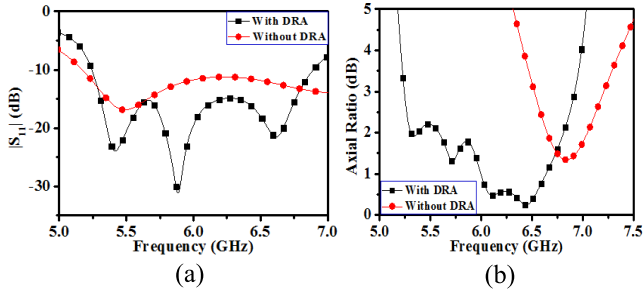 0
-10
-20
-30
|S11| (dB)
With DRA
Without DRA
5.0 5.5 6.0 6.5 7.0
Frequency (GHz)
(a)
5
4
3
2
1
0
Axial Ratio (dB)
With DRA
Without DRA
5.0 5.5 6.0 6.5 7.0 7.5
Frequency (GHz)
(b)